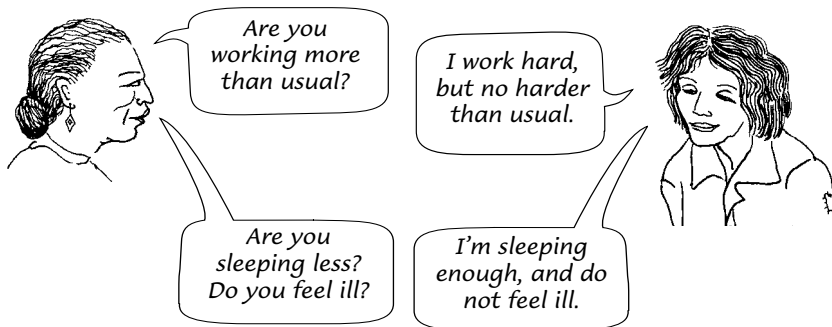 Are you
working more
than usual?
I work hard,
but no harder
than usual.
Are you
sleeping less?
Do you feel ill?
I’m sleeping
enough, and do
not feel ill.